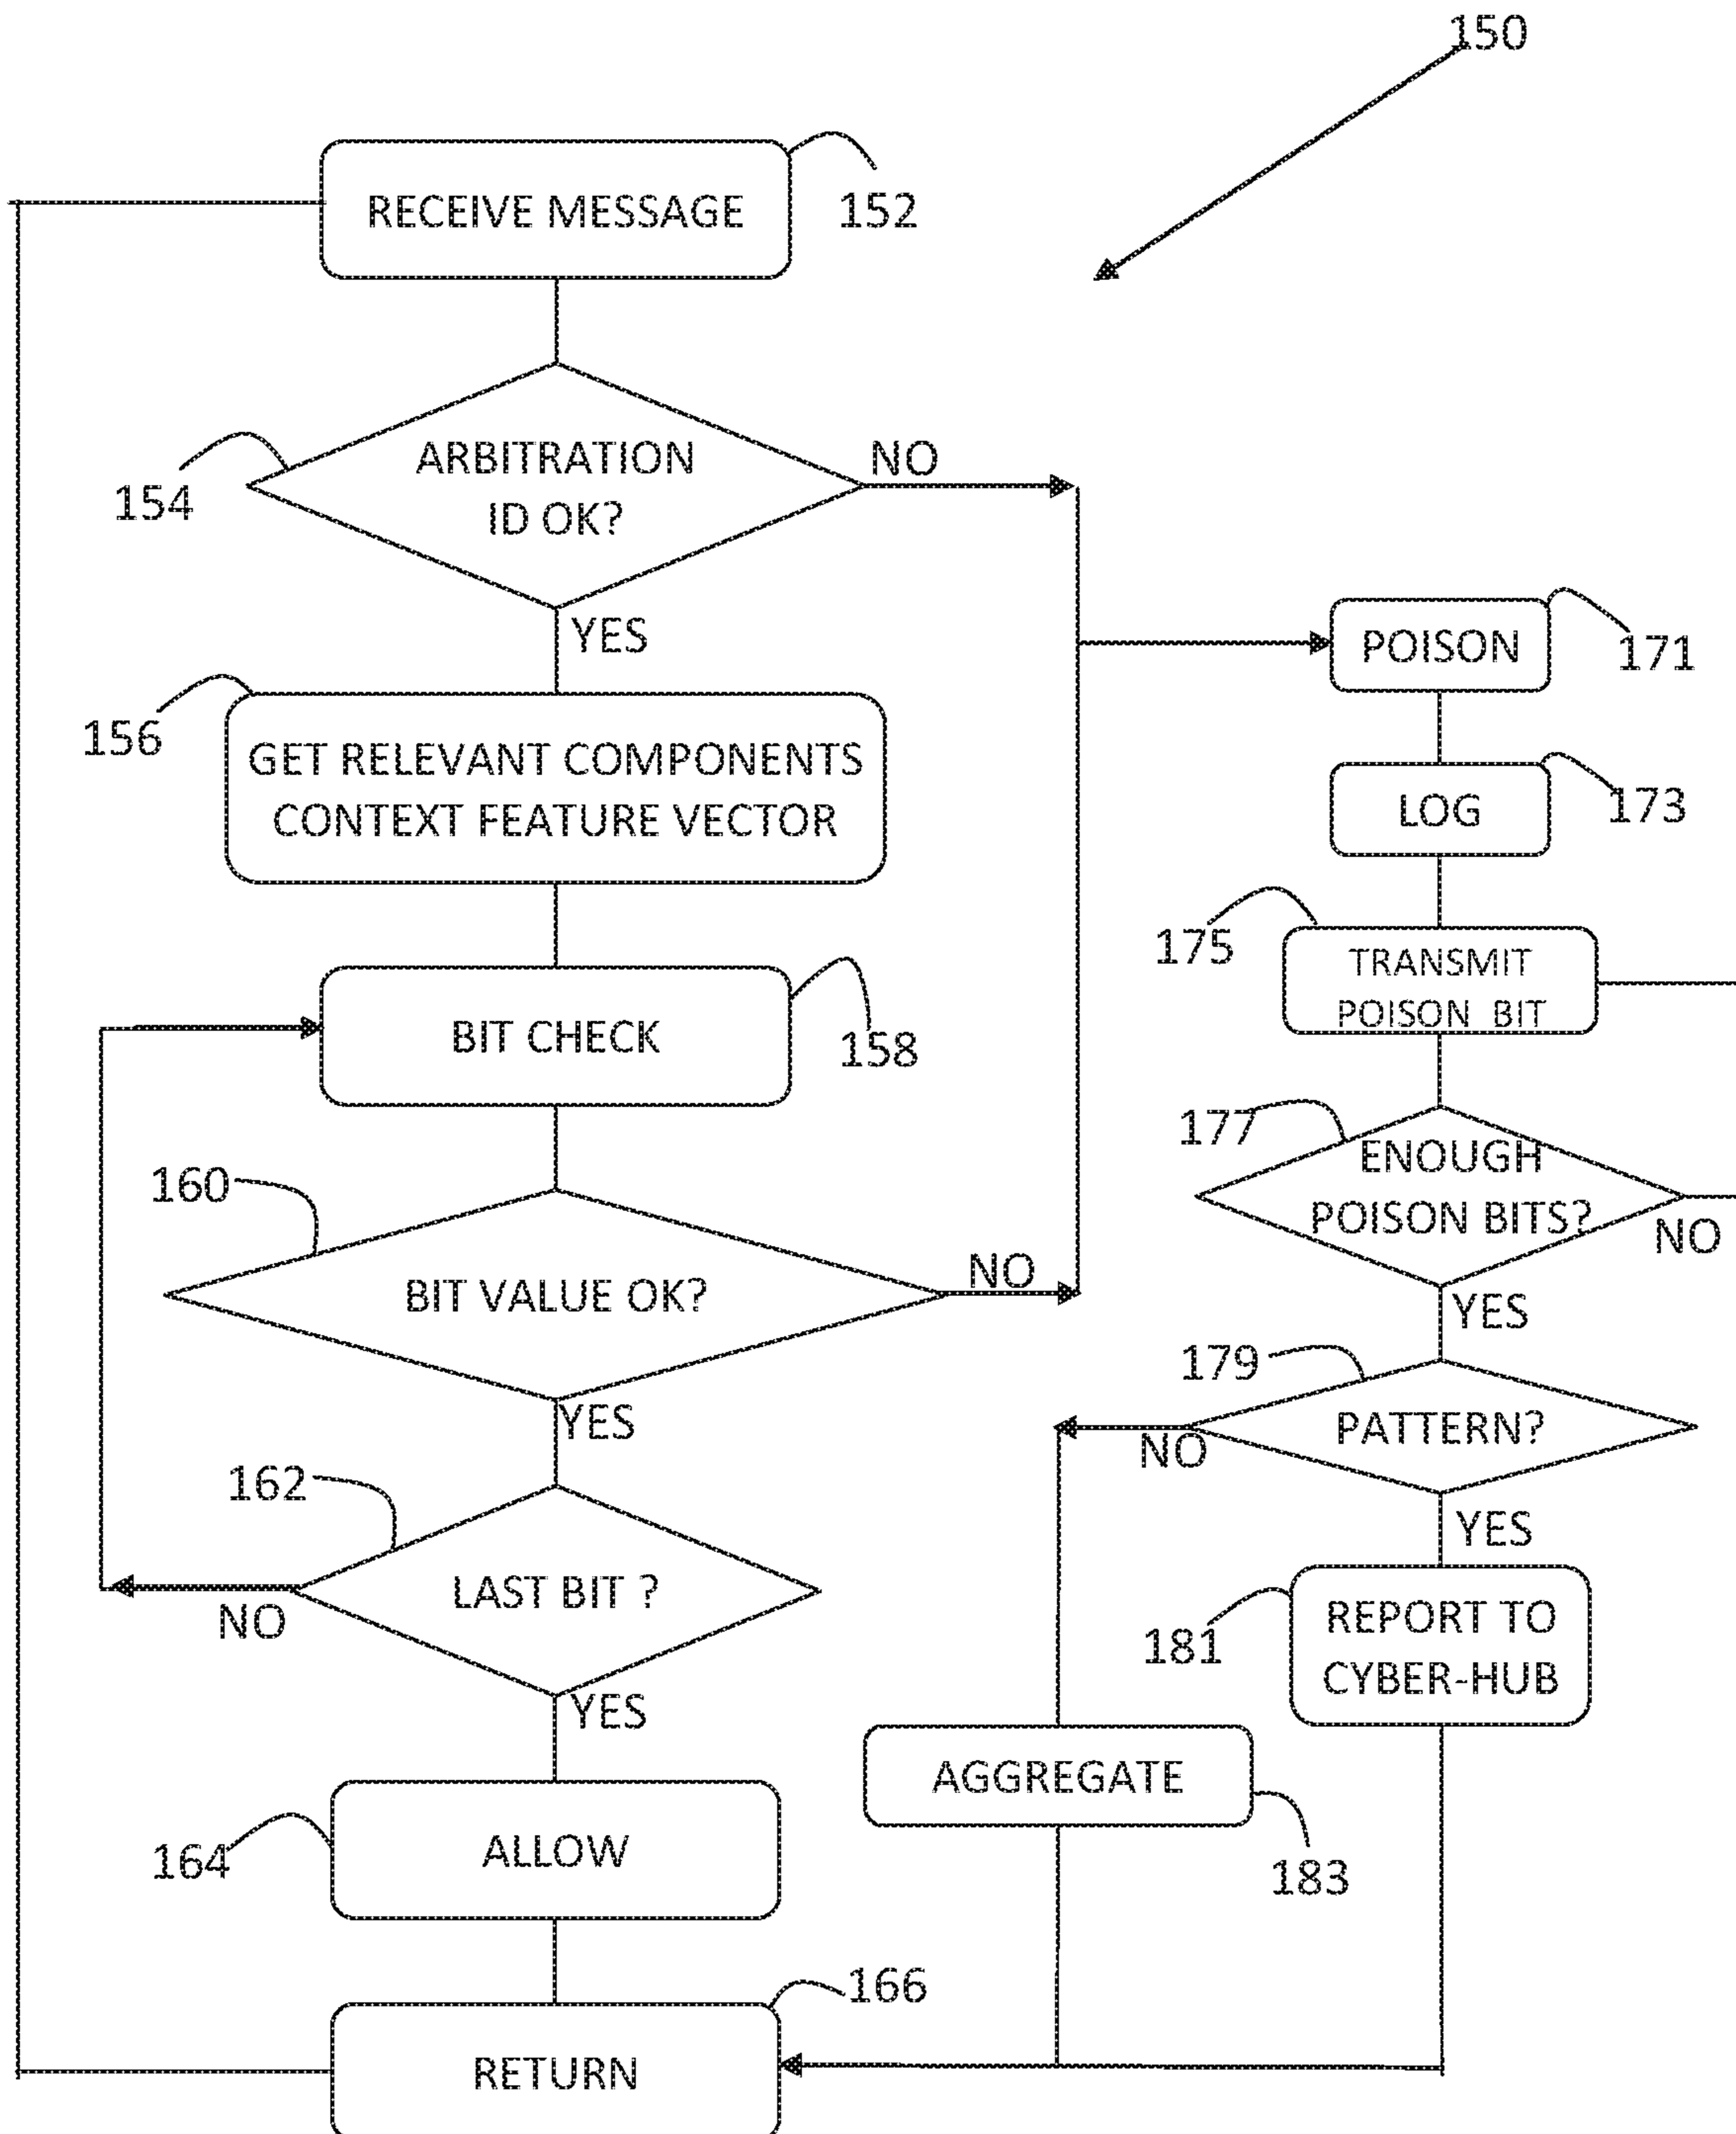 150
RECEIVE MESSAGE
152
ARBITRATION
ID OK?
154
NO
YES
156
GET RELEVANT COMPONENTS
CONTEXT FEATURE VECTOR
BIT CHECK
158
160
BIT VALUE OK?
NO
YES
162
LAST BIT ?
NO
YES
164
ALLOW
166
RETURN
POISON
171
LOG
173
175
TRANSMIT
POISON BIT
177
ENOUGH
POISON BITS?
NO
YES
179
PATTERN?
NO
YES
181
REPORT TO
CYBER-HUB
AGGREGATE
183